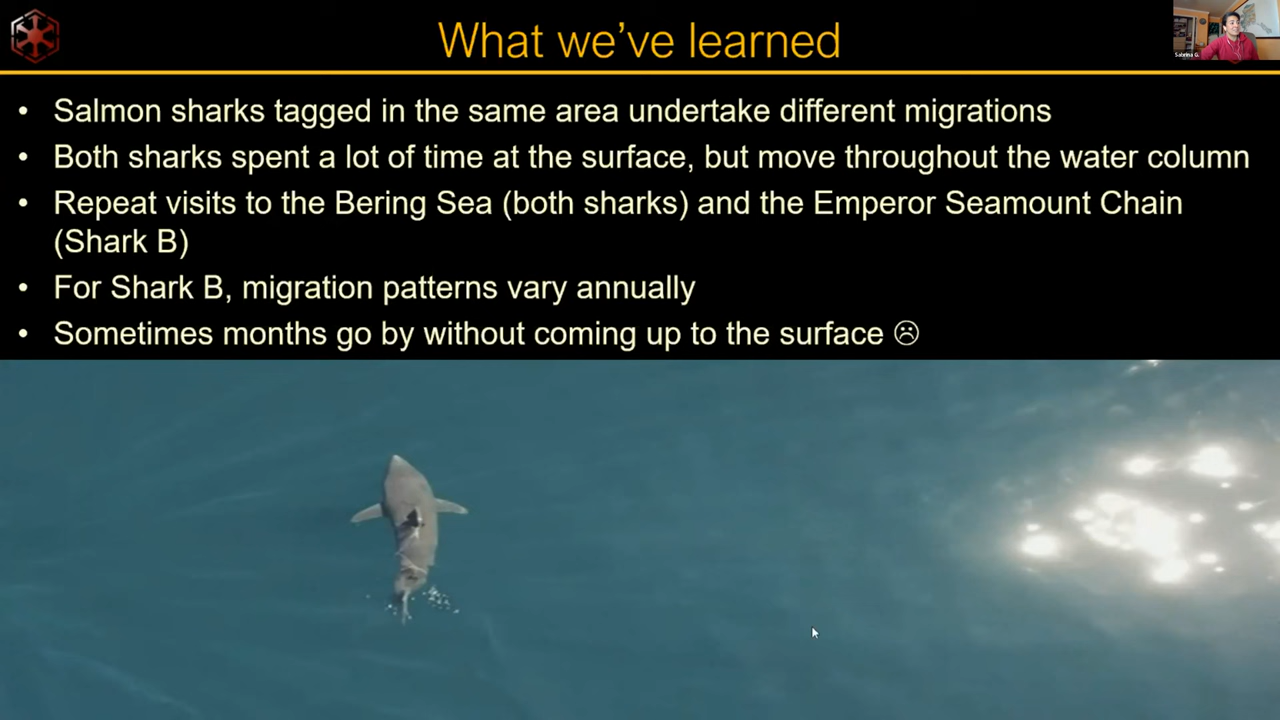 What we've learned
Sabrina G.
• Salmon sharks tagged in the same area undertake different migrations
• Both sharks spent a lot of time at the surface, but move throughout the water column
• Repeat visits to the Bering Sea (both sharks) and the Emperor Seamount Chain
(Shark B)
• For Shark B, migration patterns vary annually
• Sometimes months go by without coming up to the surface ☹